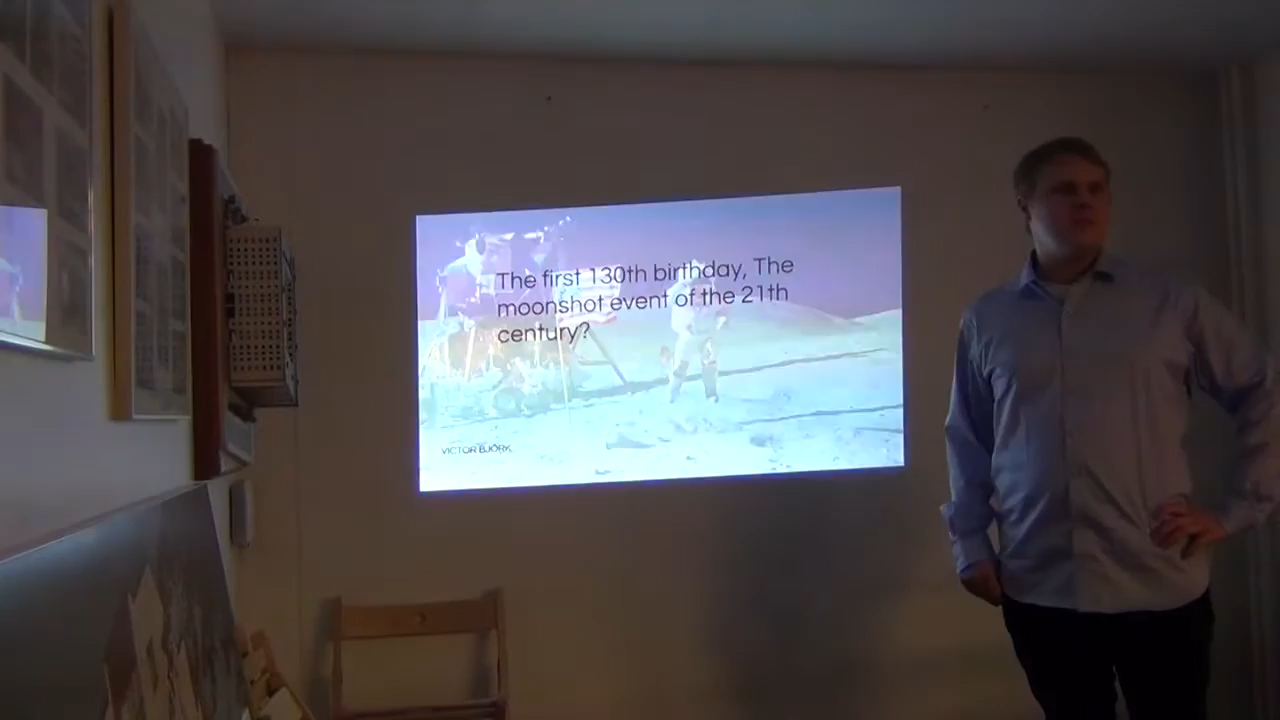 The first 130th birthday, The
moonshot event of the 21th
century?
VICTOR BJÖRK